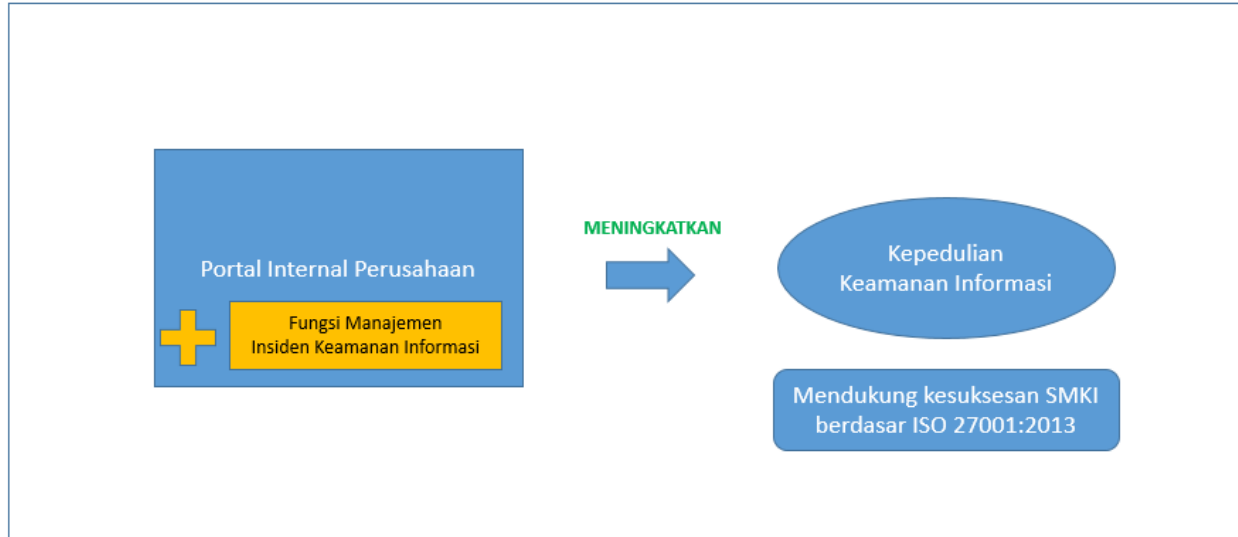 Portal Internal Perusahaan
Fungsi Manajemen
Insiden Keamanan Informasi
MENINGKATKAN
Kepedulian
Keamanan Informasi
Mendukung kesuksesan SMKI
berdasar ISO 27001:2013